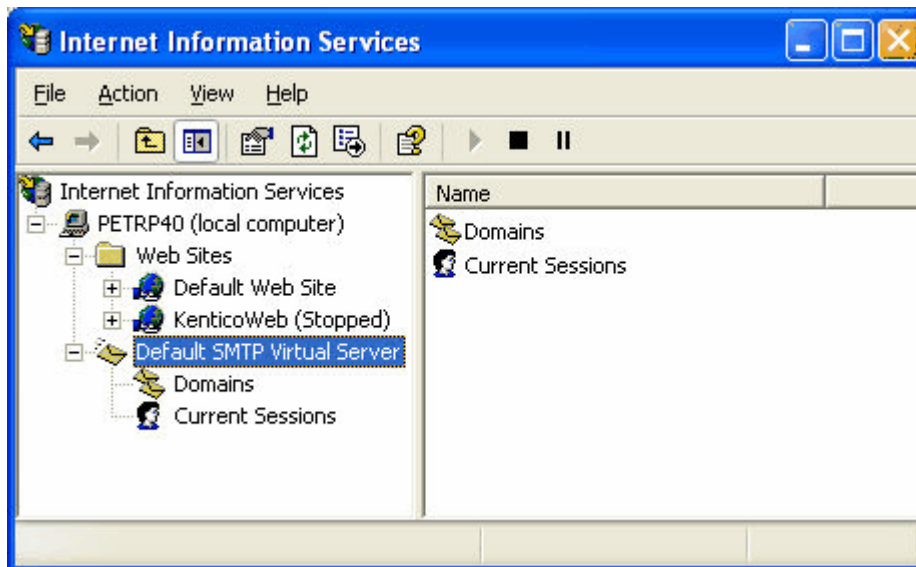 Internet Information Services
File Action View Help
Internet Information Services
PETRP40 (local computer)
Web Sites
Default Web Site
KenticoWeb (Stopped)
Default SMTP Virtual Server
Domains
Current Sessions
Name
Domains
Current Sessions